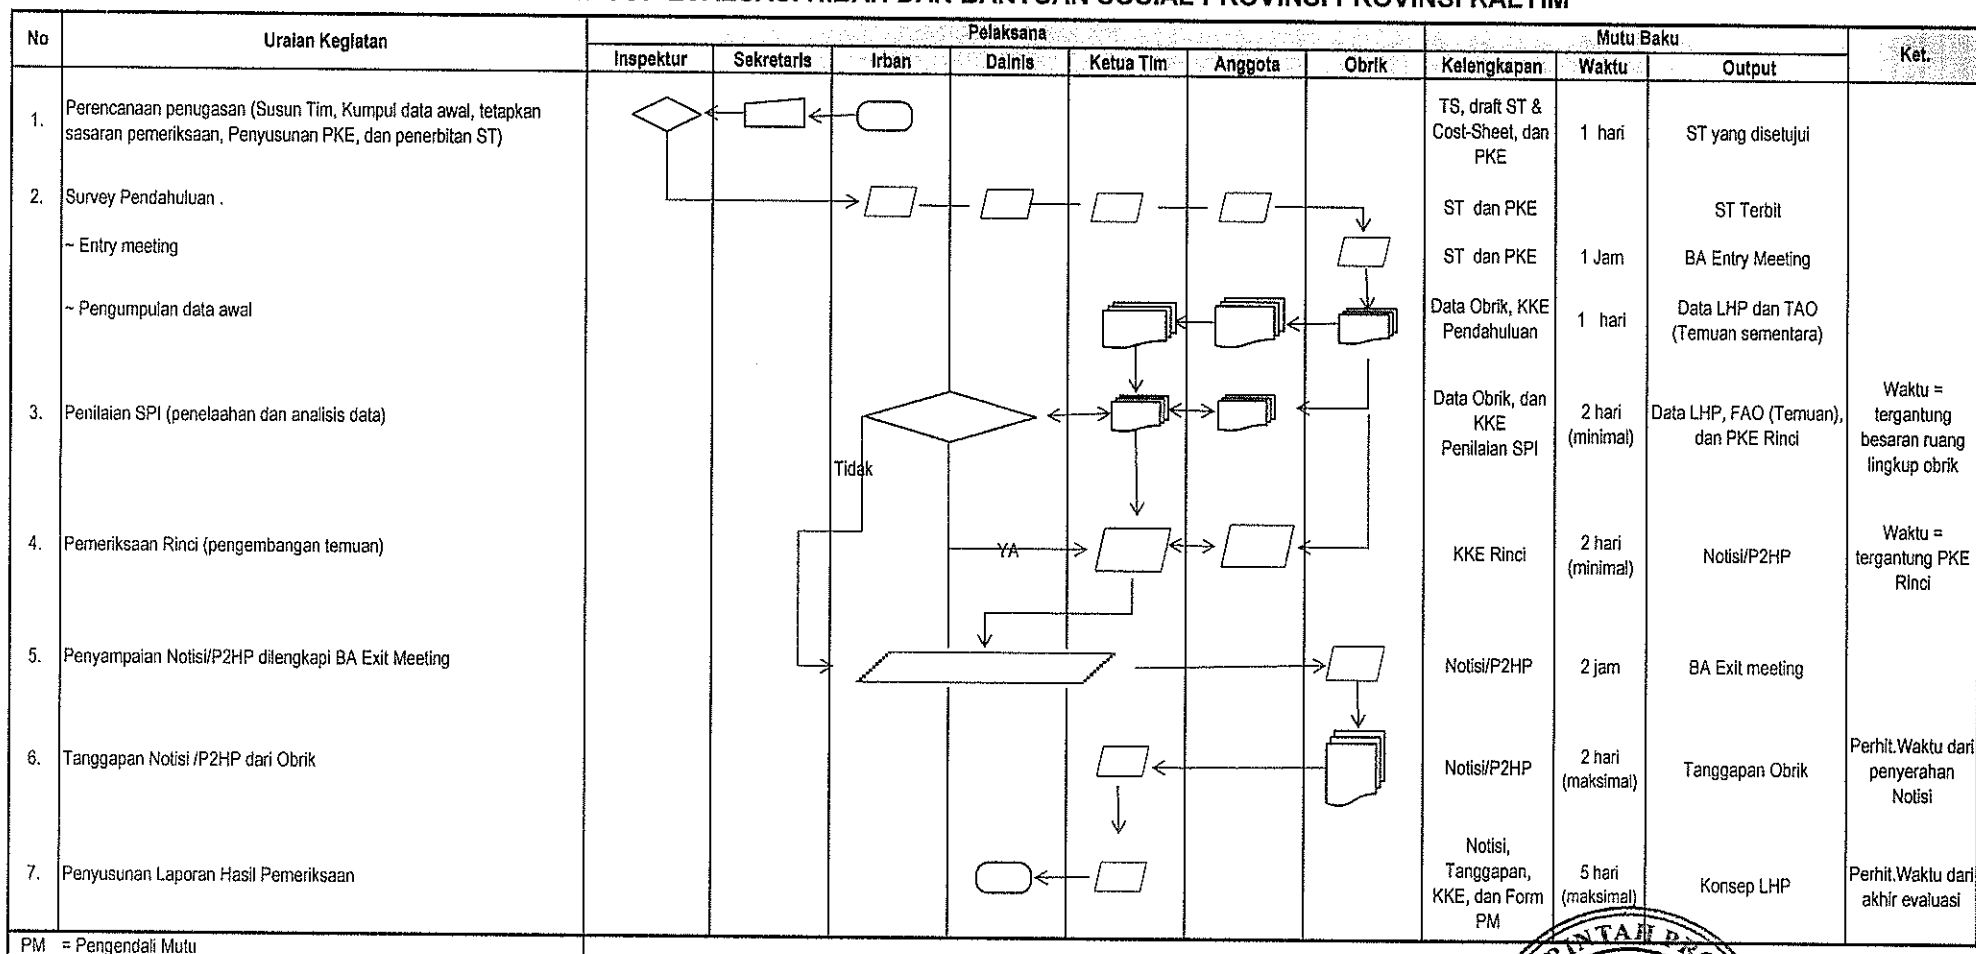 EVALUASI HIBAH DAN BANTUAN SOSIAL PROVINSI PROVINSI KALTIM
No
Uraian Kegiatan
Pelaksana
Mutu Baku
Ket.
Inspektur
Sekretaris
Irban
Dalnis
Ketua Tim
Anggota
Obrik
Kelengkapan
Waktu
Output
1.
Perencanaan penugasan (Susun Tim, Kumpul data awal, tetapkan
sasaran pemeriksaan, Penyusunan PKE, dan penerbitan ST)
TS, draft ST &
Cost-Sheet, dan
PKE
1 hari
ST yang disetujui
2.
Survey Pendahuluan .
ST dan PKE
ST Terbit
~ Entry meeting
ST dan PKE
1 Jam
BA Entry Meeting
~ Pengumpulan data awal
Data Obrik, KKE
Pendahuluan
1 hari
Data LHP dan TAO
(Temuan sementara)
3.
Penilaian SPI (penelaahan dan analisis data)
Tidak
Data Obrik, dan
KKE
Penilaian SPI
2 hari
(minimal)
Data LHP, FAO (Temuan),
dan PKE Rinci
Waktu =
tergantung
besaran ruang
lingkup obrik
4.
Pemeriksaan Rinci (pengembangan temuan)
YA
KKE Rinci
2 hari
(minimal)
Notisi/P2HP
Waktu =
tergantung PKE
Rinci
5.
Penyampaian Notisi/P2HP dilengkapi BA Exit Meeting
Notisi/P2HP
2 jam
BA Exit meeting
6.
Tanggapan Notisi /P2HP dari Obrik
Notisi/P2HP
2 hari
(maksimal)
Tanggapan Obrik
Perhit.Waktu dari
penyerahan
Notisi
7.
Penyusunan Laporan Hasil Pemeriksaan
Notisi,
Tanggapan,
KKE, dan Form
PM
5 hari
(maksimal)
Konsep LHP
Perhit.Waktu dari
akhir evaluasi
PM = Pengendali Mutu